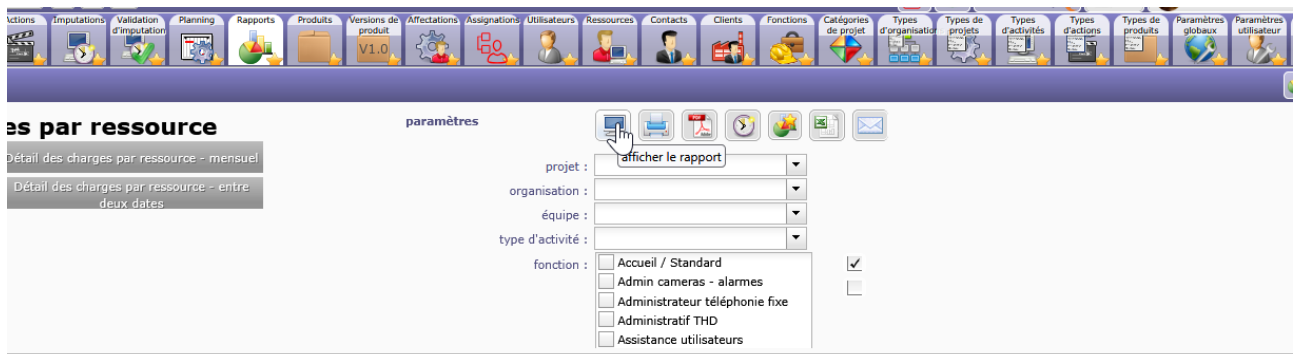 Actions Imputations Validation d'imputation Planning Rapports Produits Versions de produit Affectations Assignations Utilisateurs Ressources Contacts Clients Fonctions Catégories de projet Types d'organisation Types de projets Types d'activités Types d'actions Types de produits Paramètres globaux Paramètres utilisateur
V1.0
es par ressource
paramètres
afficher le rapport
Détail des charges par ressource - mensuel
Détail des charges par ressource - entre
deux dates
projet :
organisation :
équipe :
type d'activité :
fonction :
Accueil / Standard
Admin cameras - alarmes
Administrateur téléphonie fixe
Administratif THD
Assistance utilisateurs